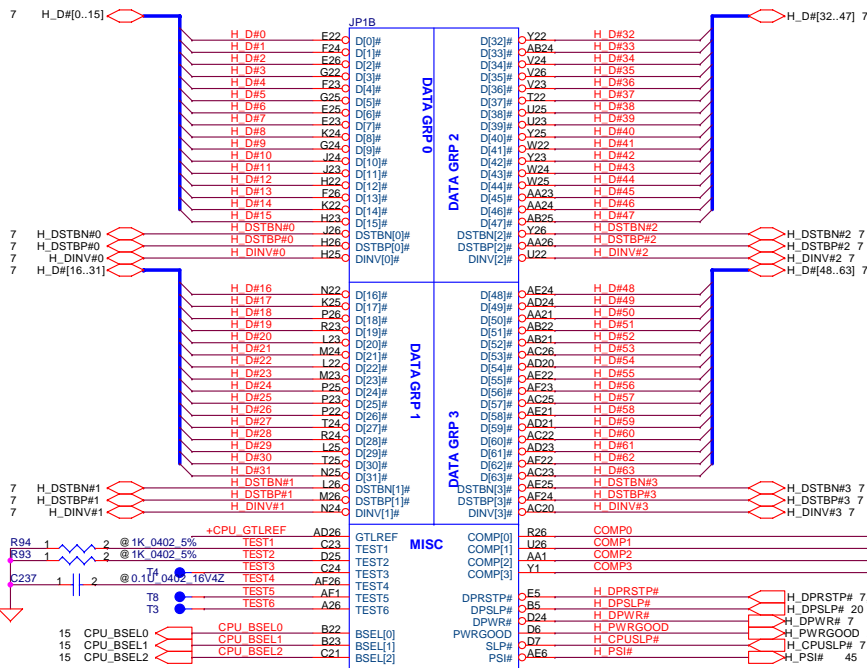 JP1B
7 H_D#[0..15]
H_D#0 E22 D[0]#
H_D#1 F24 D[1]#
H_D#2 E26 D[2]#
H_D#3 G22 D[3]#
H_D#4 F23 D[4]#
H_D#5 G25 D[5]#
H_D#6 E25 D[6]#
H_D#7 E23 D[7]#
H_D#8 K24 D[8]#
H_D#9 G24 D[9]#
H_D#10 J24 D[10]#
H_D#11 J23 D[11]#
H_D#12 H22 D[12]#
H_D#13 F26 D[13]#
H_D#14 K22 D[14]#
H_D#15 H23 D[15]#
7 H_DSTBN#0 H_DSTBN#0 J26 DSTBN[0]#
7 H_DSTBP#0 H_DSTBP#0 H26 DSTBP[0]#
7 H_DINV#0 H_DINV#0 H25 DINV[0]#
DATA GRP 0
DATA GRP 2
H_D#[32..47] 7
D[32]# Y22 H_D#32
D[33]# AB24 H_D#33
D[34]# V24 H_D#34
D[35]# V26 H_D#35
D[36]# V23 H_D#36
D[37]# T22 H_D#37
D[38]# U25 H_D#38
D[39]# U23 H_D#39
D[40]# Y25 H_D#40
D[41]# W22 H_D#41
D[42]# Y23 H_D#42
D[43]# W24 H_D#43
D[44]# W25 H_D#44
D[45]# AA23 H_D#45
D[46]# AA24 H_D#46
D[47]# AB25 H_D#47
DSTBN[2]# Y26 H_DSTBN#2 H_DSTBN#2 7
DSTBP[2]# AA26 H_DSTBP#2 H_DSTBP#2 7
DINV[2]# U22 H_DINV#2 H_DINV#2 7
7 H_D#[16..31]
H_D#16 N22 D[16]#
H_D#17 K25 D[17]#
H_D#18 P26 D[18]#
H_D#19 R23 D[19]#
H_D#20 L23 D[20]#
H_D#21 M24 D[21]#
H_D#22 L22 D[22]#
H_D#23 M23 D[23]#
H_D#24 P25 D[24]#
H_D#25 P23 D[25]#
H_D#26 P22 D[26]#
H_D#27 T24 D[27]#
H_D#28 R24 D[28]#
H_D#29 L25 D[29]#
H_D#30 T25 D[30]#
H_D#31 N25 D[31]#
7 H_DSTBN#1 H_DSTBN#1 L26 DSTBN[1]#
7 H_DSTBP#1 H_DSTBP#1 M26 DSTBP[1]#
7 H_DINV#1 H_DINV#1 N24 DINV[1]#
DATA GRP 1
DATA GRP 3
H_D#[48..63] 7
D[48]# AE24 H_D#48
D[49]# AD24 H_D#49
D[50]# AA21 H_D#50
D[51]# AB22 H_D#51
D[52]# AB21 H_D#52
D[53]# AC26 H_D#53
D[54]# AD20 H_D#54
D[55]# AE22 H_D#55
D[56]# AF23 H_D#56
D[57]# AC25 H_D#57
D[58]# AE21 H_D#58
D[59]# AD21 H_D#59
D[60]# AC22 H_D#60
D[61]# AD23 H_D#61
D[62]# AF22 H_D#62
D[63]# AC23 H_D#63
DSTBN[3]# AE25 H_DSTBN#3 H_DSTBN#3 7
DSTBP[3]# AF24 H_DSTBP#3 H_DSTBP#3 7
DINV[3]# AC20 H_DINV#3 H_DINV#3 7
+CPU_GTLREF AD26 GTLREF
R94 1 2 @ 1K_0402_5% TEST1 C23 TEST1
R93 1 2 @ 1K_0402_5% TEST2 D25 TEST2
T4 TEST3 C24 TEST3
C237 1 2 @ 0.1U_0402_16V4Z TEST4 AF26 TEST4
T8 TEST5 AF1 TEST5
T3 TEST6 A26 TEST6
15 CPU_BSEL0 CPU_BSEL0 B22 BSEL[0]
15 CPU_BSEL1 CPU_BSEL1 B23 BSEL[1]
15 CPU_BSEL2 CPU_BSEL2 C21 BSEL[2]
MISC
COMP[0] R26 COMP0
COMP[1] U26 COMP1
COMP[2] AA1 COMP2
COMP[3] Y1 COMP3
DPRSTP# E5 H_DPRSTP# H_DPRSTP# 7
DPSLP# B5 H_DPSLP# H_DPSLP# 20
DPWR# D24 H_DPWR# H_DPWR# 7
PWRGOOD D6 H_PWRGOOD H_PWRGOOD
SLP# D7 H_CPUSLP# H_CPUSLP# 7
PSI# AE6 H_PSI# H_PSI# 45